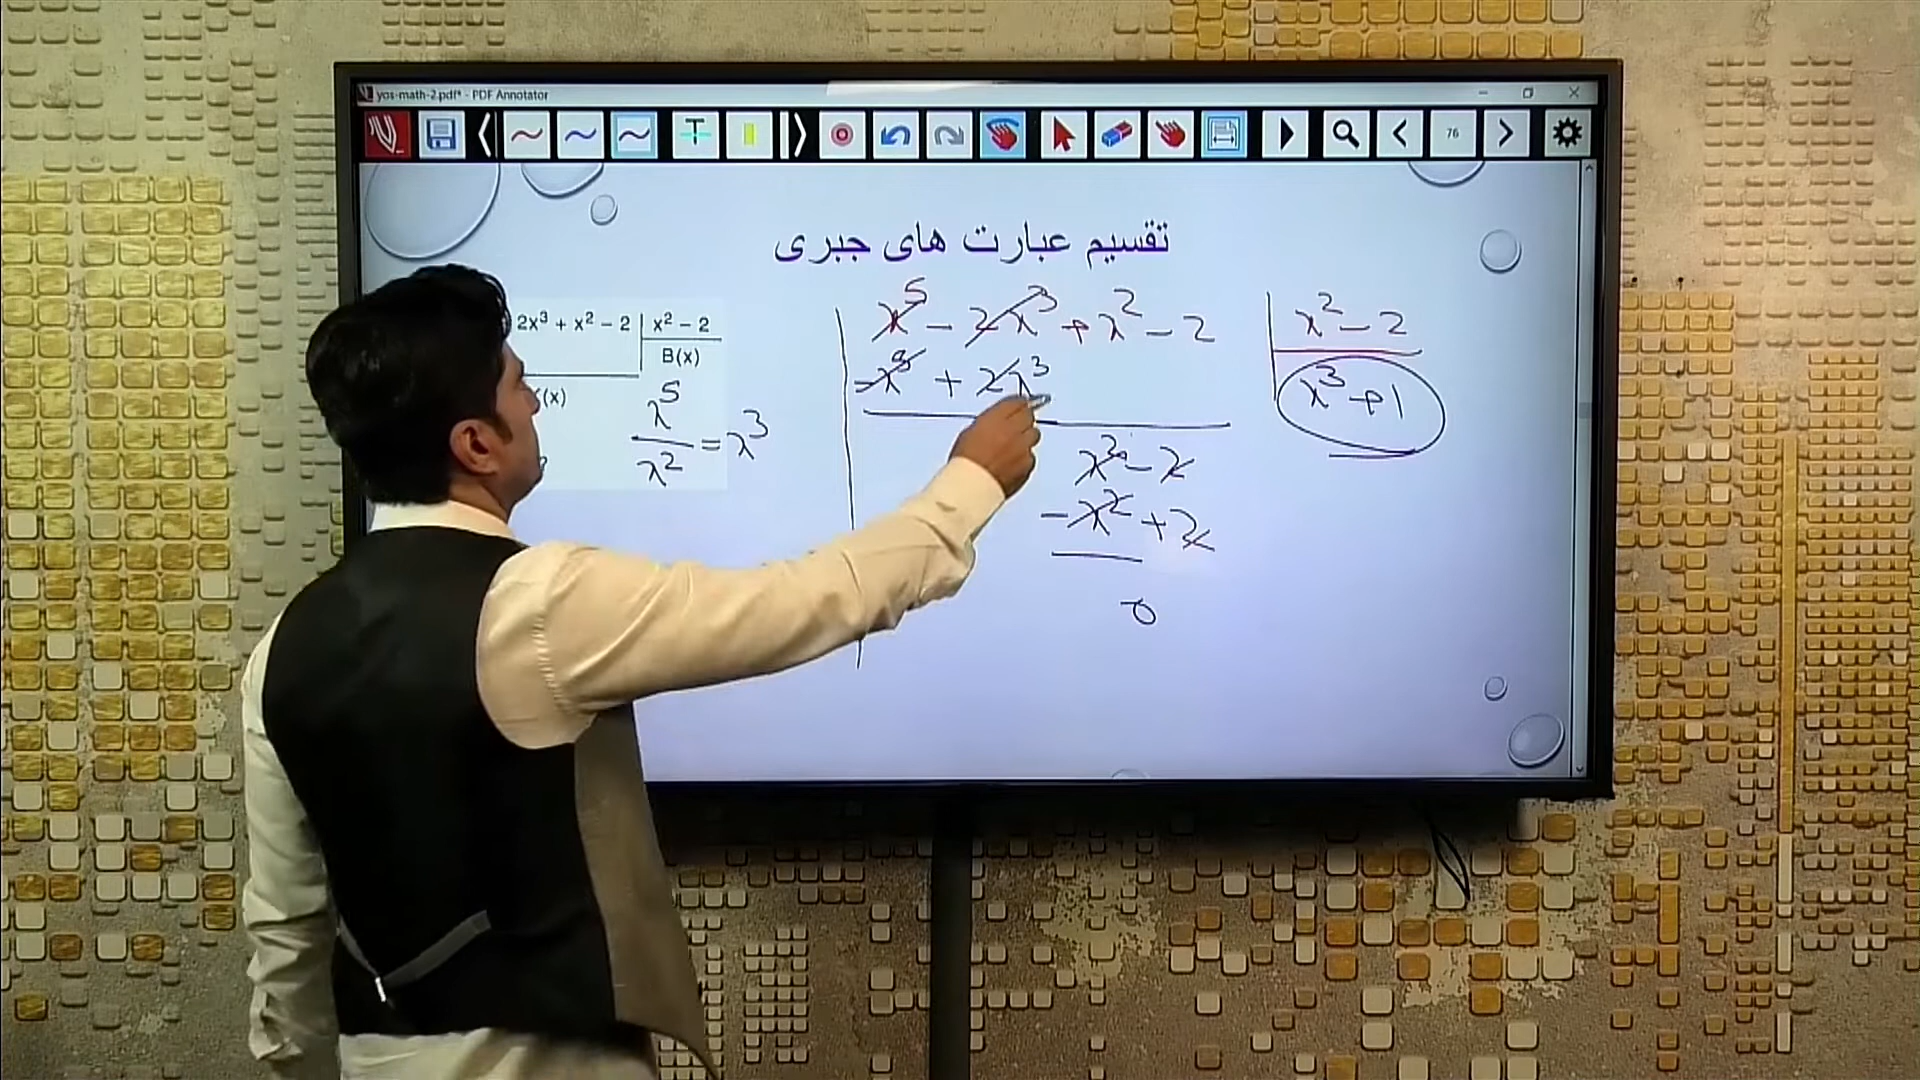 yos-math-2.pdf* - PDF Annotator
76
تقسیم عبارت های جبری
2x³ + x² − 2 | x² − 2
B(x)
(x)
x⁵/x² = x³
x⁵ − 2x³ + x² − 2 | x² − 2
−x⁵ + 2x³
x³ + 1
x² − 2
−x² + 2
0